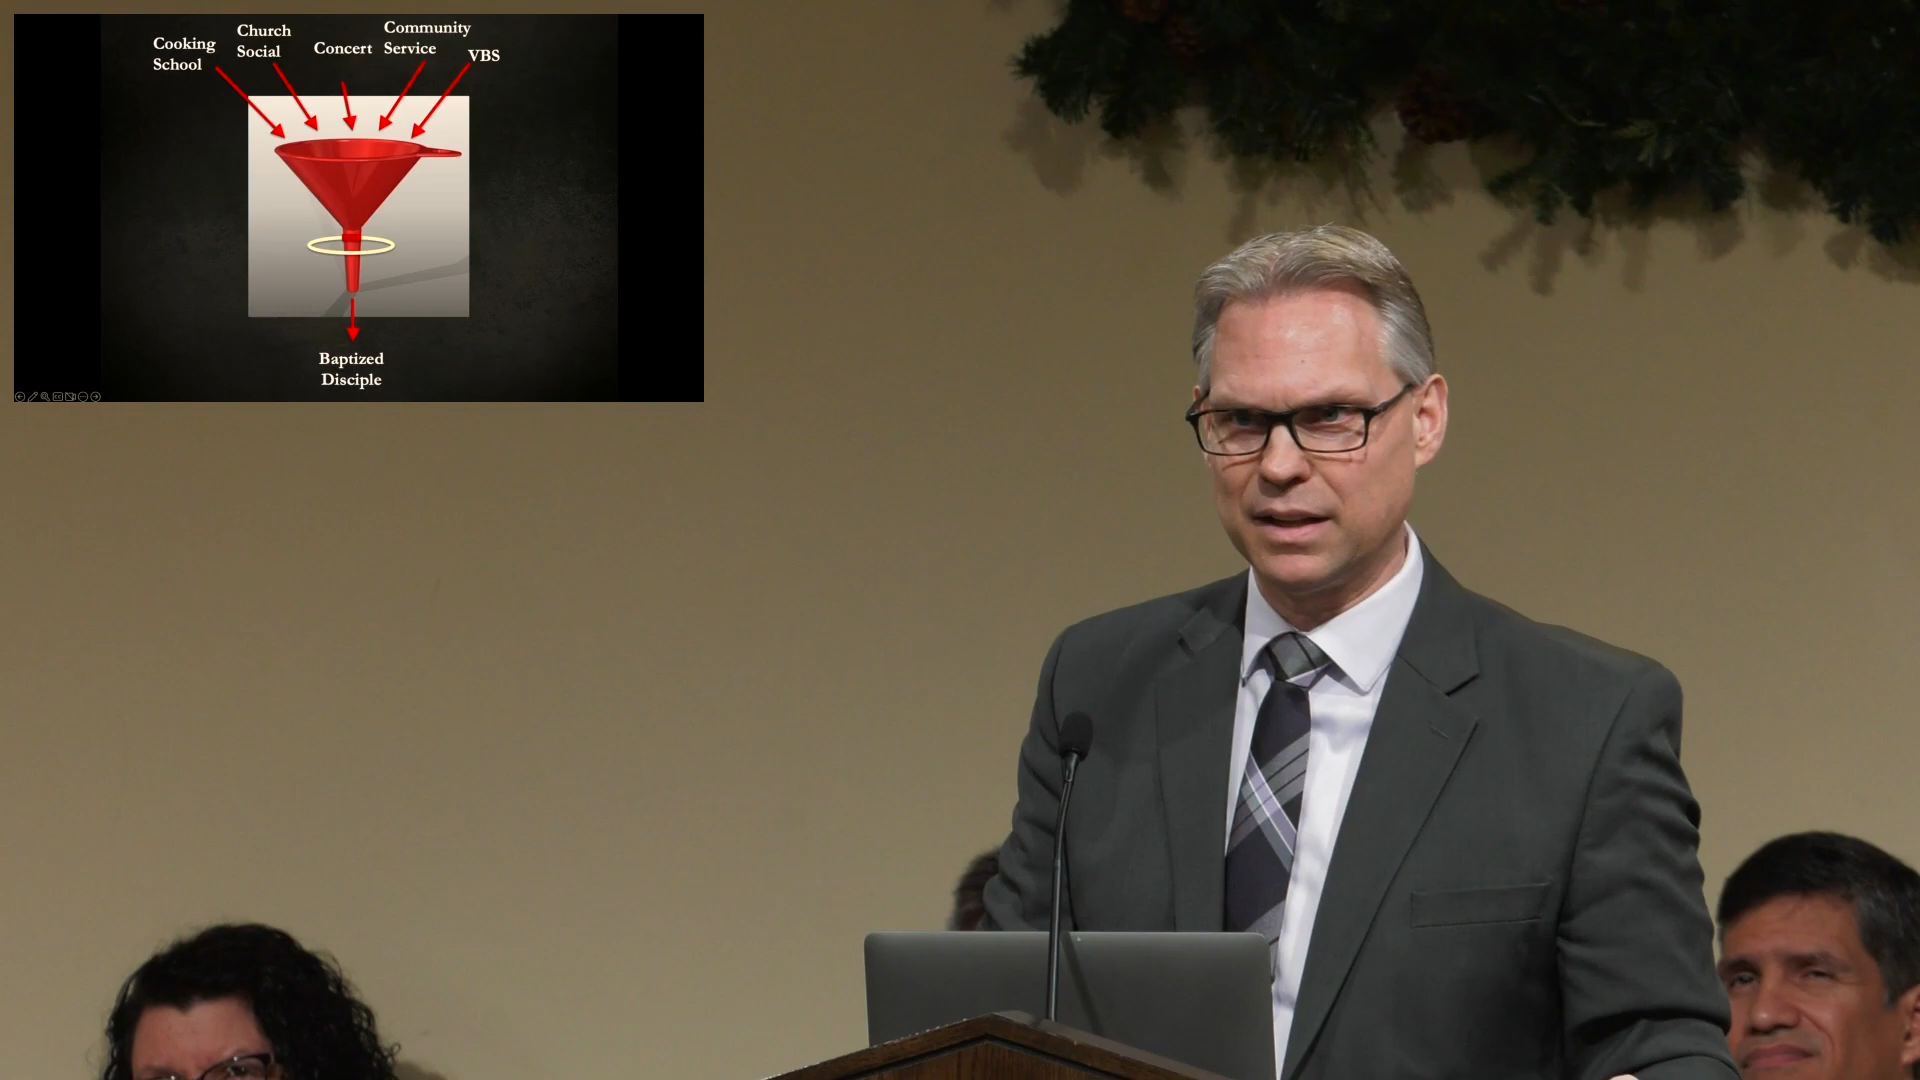 Cooking
School
Church
Social
Concert
Community
Service
VBS
Baptized
Disciple